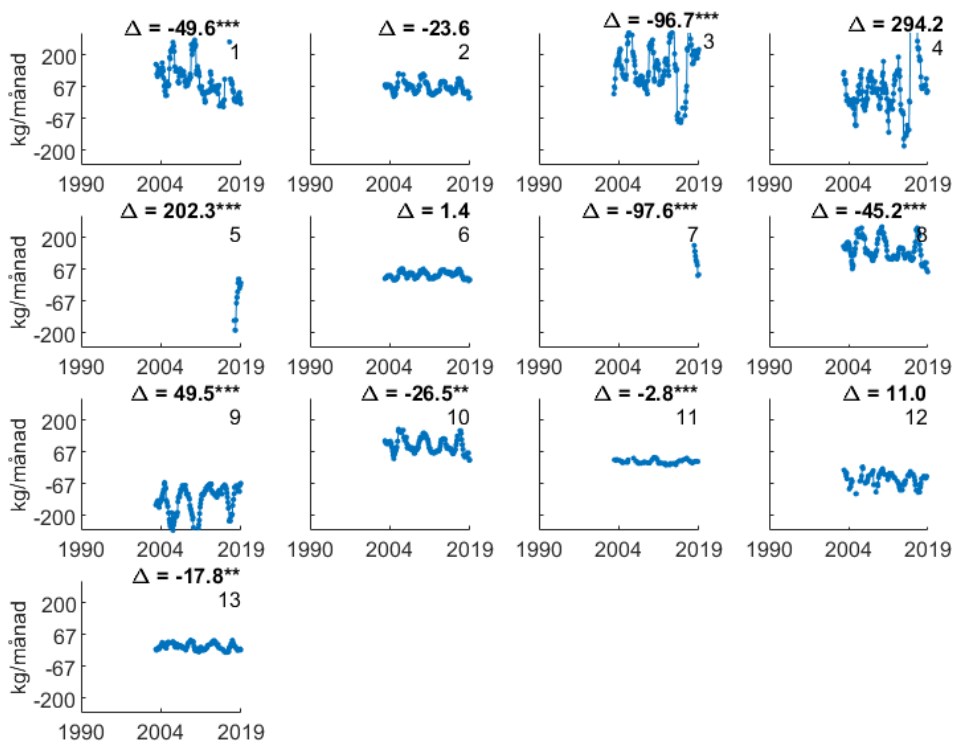 Δ = -49.6***
Δ = -23.6
Δ = -96.7***
Δ = 294.2
1
2
3
4
kg/månad
200
67
-67
-200
1990 2004 2019
1990 2004 2019
1990 2004 2019
1990 2004 2019
Δ = 202.3***
Δ = 1.4
Δ = -97.6***
Δ = -45.2***
5
6
7
8
kg/månad
200
67
-67
-200
1990 2004 2019
1990 2004 2019
1990 2004 2019
1990 2004 2019
Δ = 49.5***
Δ = -26.5**
Δ = -2.8***
Δ = 11.0
9
10
11
12
kg/månad
200
67
-67
-200
1990 2004 2019
1990 2004 2019
1990 2004 2019
1990 2004 2019
Δ = -17.8**
13
kg/månad
200
67
-67
-200
1990 2004 2019